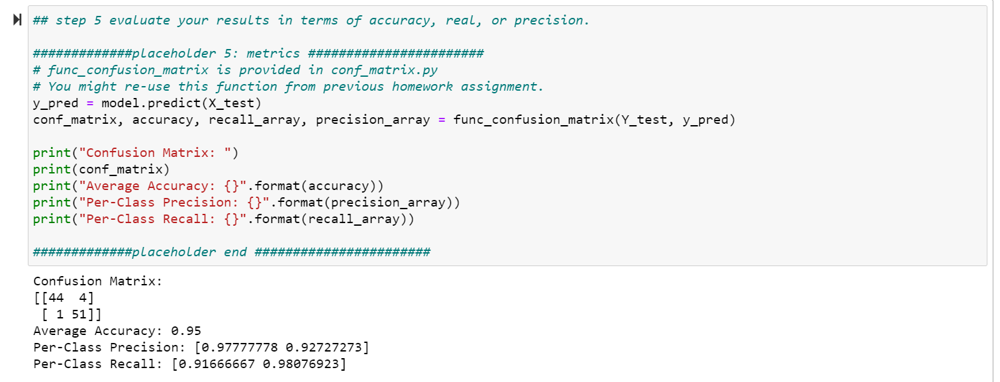 ## step 5 evaluate your results in terms of accuracy, real, or precision.
#############placeholder 5: metrics #######################
# func_confusion_matrix is provided in conf_matrix.py
# You might re-use this function from previous homework assignment.
y_pred = model.predict(X_test)
conf_matrix, accuracy, recall_array, precision_array = func_confusion_matrix(Y_test, y_pred)
print("Confusion Matrix: ")
print(conf_matrix)
print("Average Accuracy: {}".format(accuracy))
print("Per-Class Precision: {}".format(precision_array))
print("Per-Class Recall: {}".format(recall_array))
#############placeholder end #######################
Confusion Matrix:
[[44  4]
 [ 1 51]]
Average Accuracy: 0.95
Per-Class Precision: [0.97777778 0.92727273]
Per-Class Recall: [0.91666667 0.98076923]